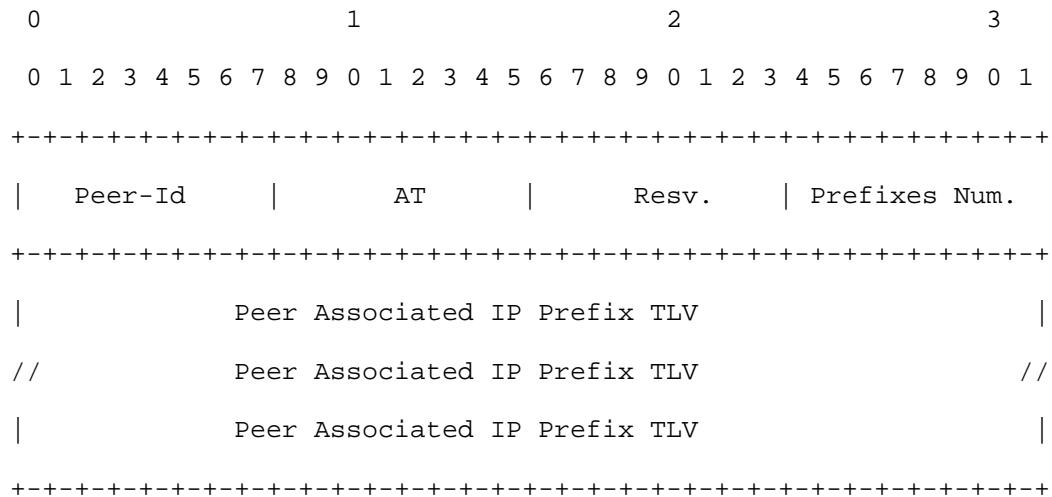 0                   1                   2                   3
 0 1 2 3 4 5 6 7 8 9 0 1 2 3 4 5 6 7 8 9 0 1 2 3 4 5 6 7 8 9 0 1
+-+-+-+-+-+-+-+-+-+-+-+-+-+-+-+-+-+-+-+-+-+-+-+-+-+-+-+-+-+-+-+-+
|   Peer-Id     |       AT      |      Resv.    | Prefixes Num.
+-+-+-+-+-+-+-+-+-+-+-+-+-+-+-+-+-+-+-+-+-+-+-+-+-+-+-+-+-+-+-+-+
|             Peer Associated IP Prefix TLV                     |
//            Peer Associated IP Prefix TLV                    //
|             Peer Associated IP Prefix TLV                     |
+-+-+-+-+-+-+-+-+-+-+-+-+-+-+-+-+-+-+-+-+-+-+-+-+-+-+-+-+-+-+-+-+